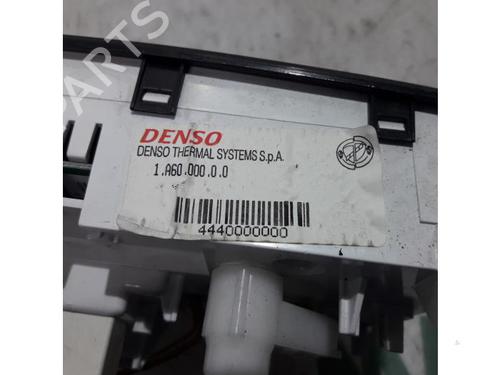 PARTS
DENSO
DENSO THERMAL SYSTEMS S.p.A.
1.A60.000.0.0
4440000000